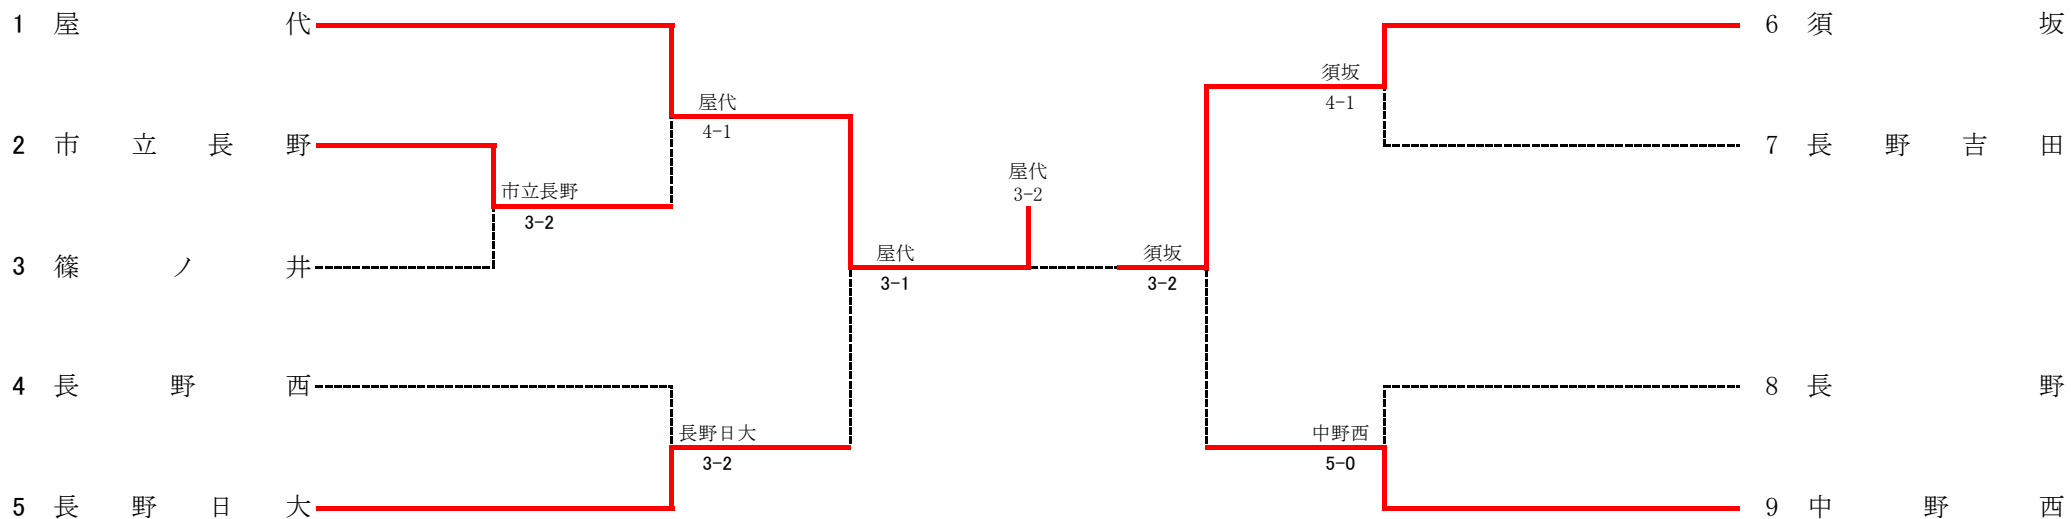 1 屋代
2 市立長野
3 篠ノ井
4 長野西
5 長野日大
市立長野
3-2
屋代
4-1
長野日大
3-2
屋代
3-1
屋代
3-2
須坂
3-2
須坂
4-1
中野西
5-0
6 須坂
7 長野吉田
8 長野
9 中野西